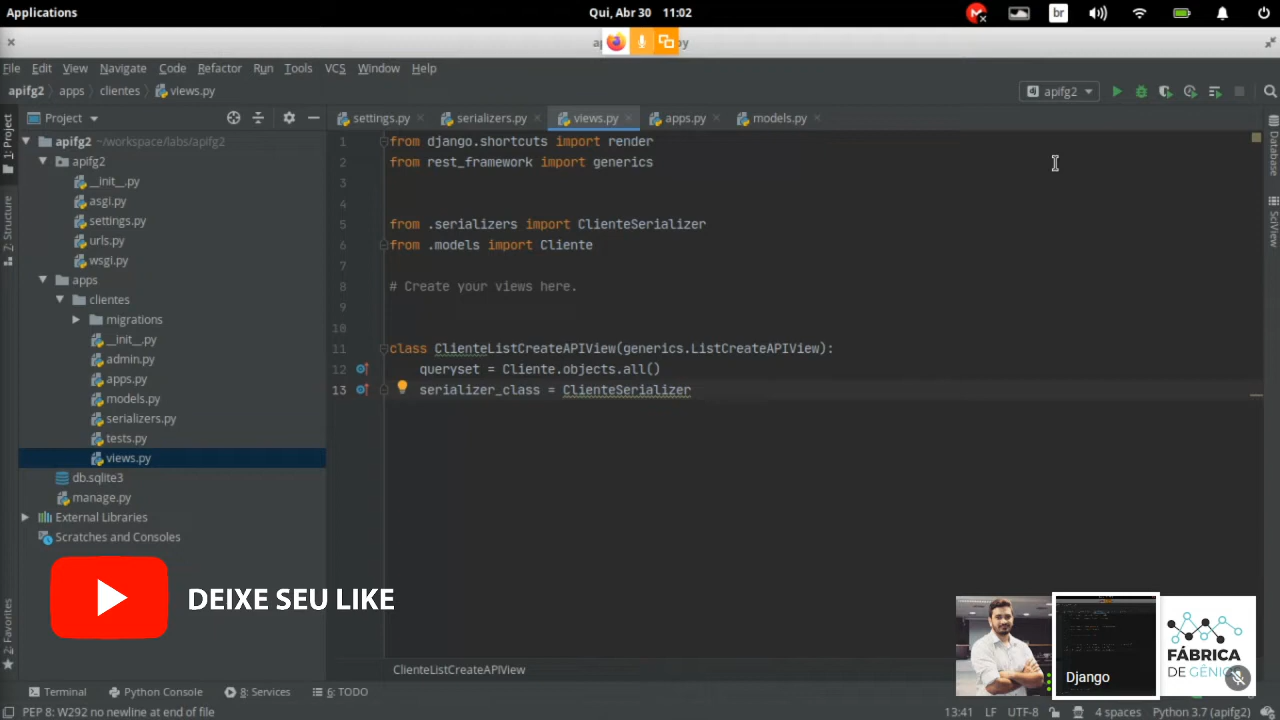 Applications
Qui, Abr 30 11:02
br
File Edit View Navigate Code Refactor Run Tools VCS Window Help
apifg2 apps clientes views.py
apifg2
1: Project
Project
settings.py serializers.py views.py apps.py models.py
apifg2 ~/workspace/labs/apifg2
apifg2
__init__.py
asgi.py
settings.py
urls.py
wsgi.py
apps
clientes
migrations
__init__.py
admin.py
apps.py
models.py
serializers.py
tests.py
views.py
db.sqlite3
manage.py
External Libraries
Scratches and Consoles
7: Structure
2: Favorites
Database
SciView
1 from django.shortcuts import render
2 from rest_framework import generics
3
4
5 from .serializers import ClienteSerializer
6 from .models import Cliente
7
8 # Create your views here.
9
10
11 class ClienteListCreateAPIView(generics.ListCreateAPIView):
12 queryset = Cliente.objects.all()
13 serializer_class = ClienteSerializer
DEIXE SEU LIKE
Django
FÁBRICA
DE GÊNIOS
ClienteListCreateAPIView
Terminal Python Console 8: Services 6: TODO
PEP 8: W292 no newline at end of file
13:41 LF UTF-8 4 spaces Python 3.7 (apifg2)